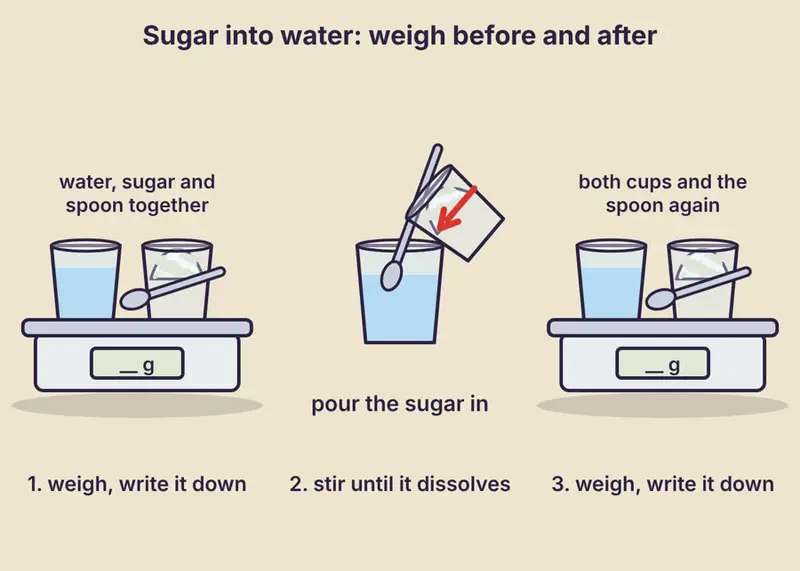 Sugar into water: weigh before and after
water, sugar and
spoon together
both cups and the
spoon again
__ g
__ g
pour the sugar in
1. weigh, write it down
2. stir until it dissolves
3. weigh, write it down